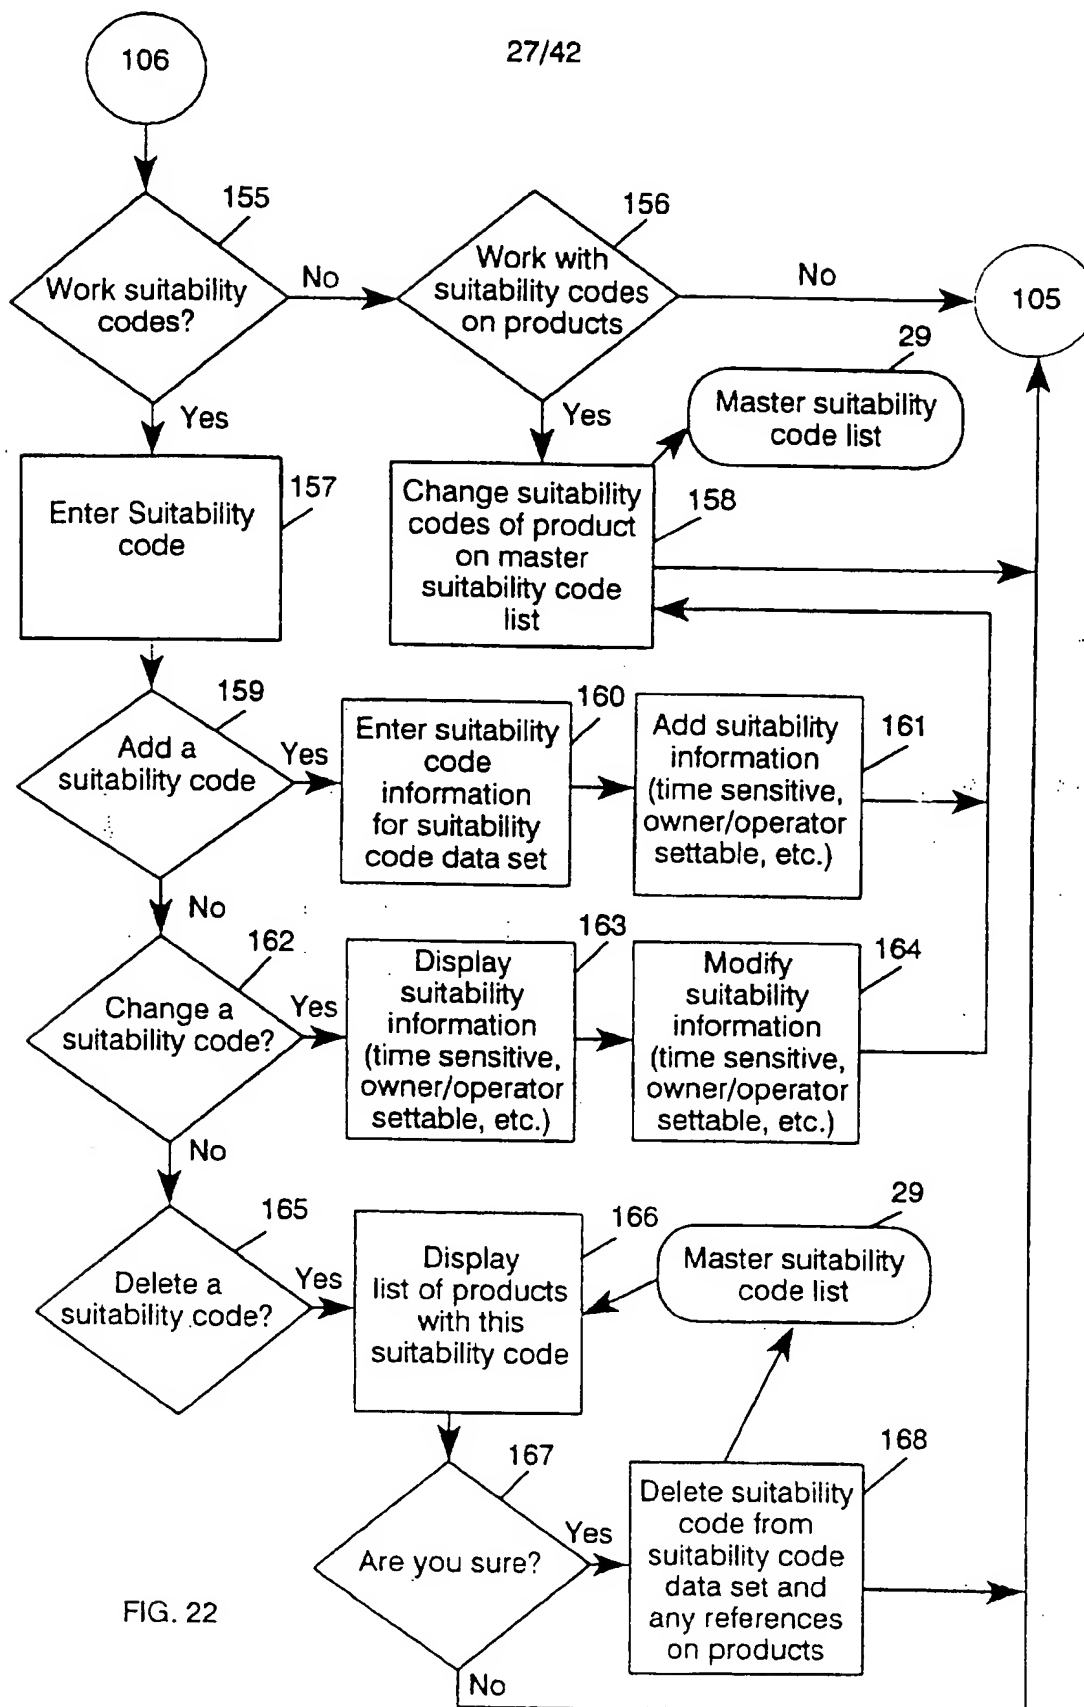 106
27/42
155
156
Work suitability
codes?
No
Work with
suitability codes
on products
No
105
29
Master suitability
code list
Yes
Yes
157
Enter Suitability
code
Change suitability
codes of product
on master
suitability code
list
158
159
Add a
suitability code
Yes
160
Enter suitability
code
information
for suitability
code data set
161
Add suitability
information
(time sensitive,
owner/operator
settable, etc.)
No
162
Change a
suitability code?
Yes
163
Display
suitability
information
(time sensitive,
owner/operator
settable, etc.)
164
Modify
suitability
information
(time sensitive,
owner/operator
settable, etc.)
No
165
Delete a
suitability code?
Yes
166
Display
list of products
with this
suitability code
29
Master suitability
code list
167
Are you sure?
Yes
168
Delete suitability
code from
suitability code
data set and
any references
on products
No
FIG. 22